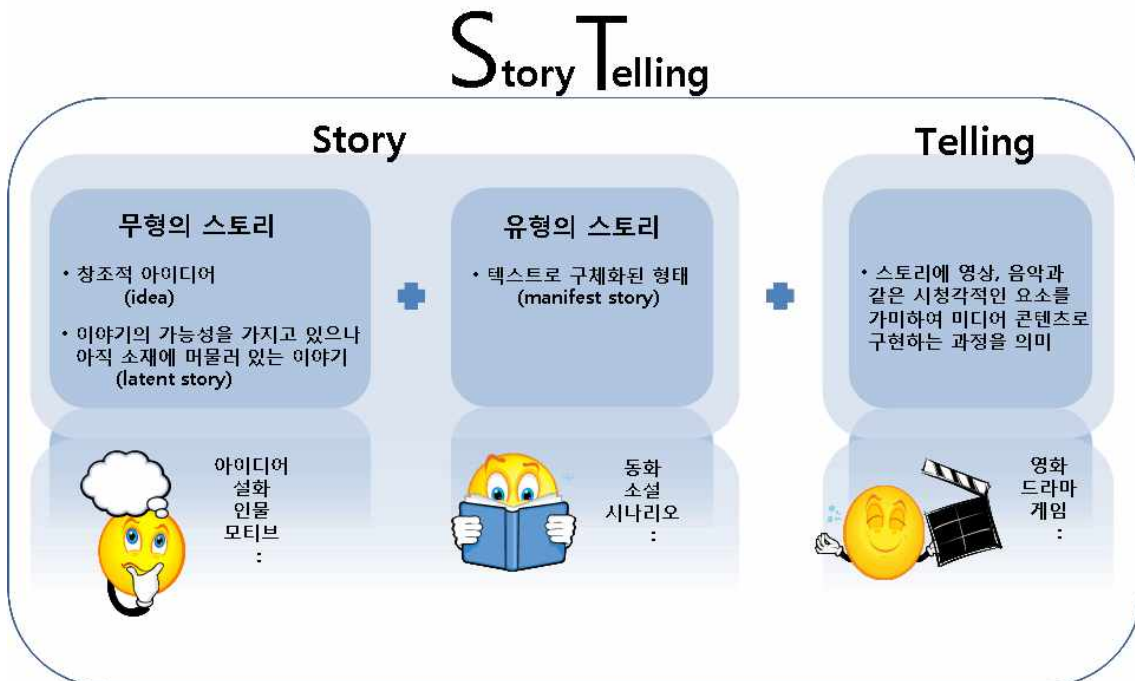 Story Telling
Story
무형의 스토리
• 창조적 아이디어
(idea)
• 이야기의 가능성을 가지고 있으나
아직 소재에 머물러 있는 이야기
(latent story)
아이디어
설화
인물
모티브
:
유형의 스토리
• 텍스트로 구체화된 형태
(manifest story)
동화
소설
시나리오
:
Telling
• 스토리에 영상, 음악과
같은 시청각적인 요소를
가미하여 미디어 콘텐츠로
구현하는 과정을 의미
영화
드라마
게임
: